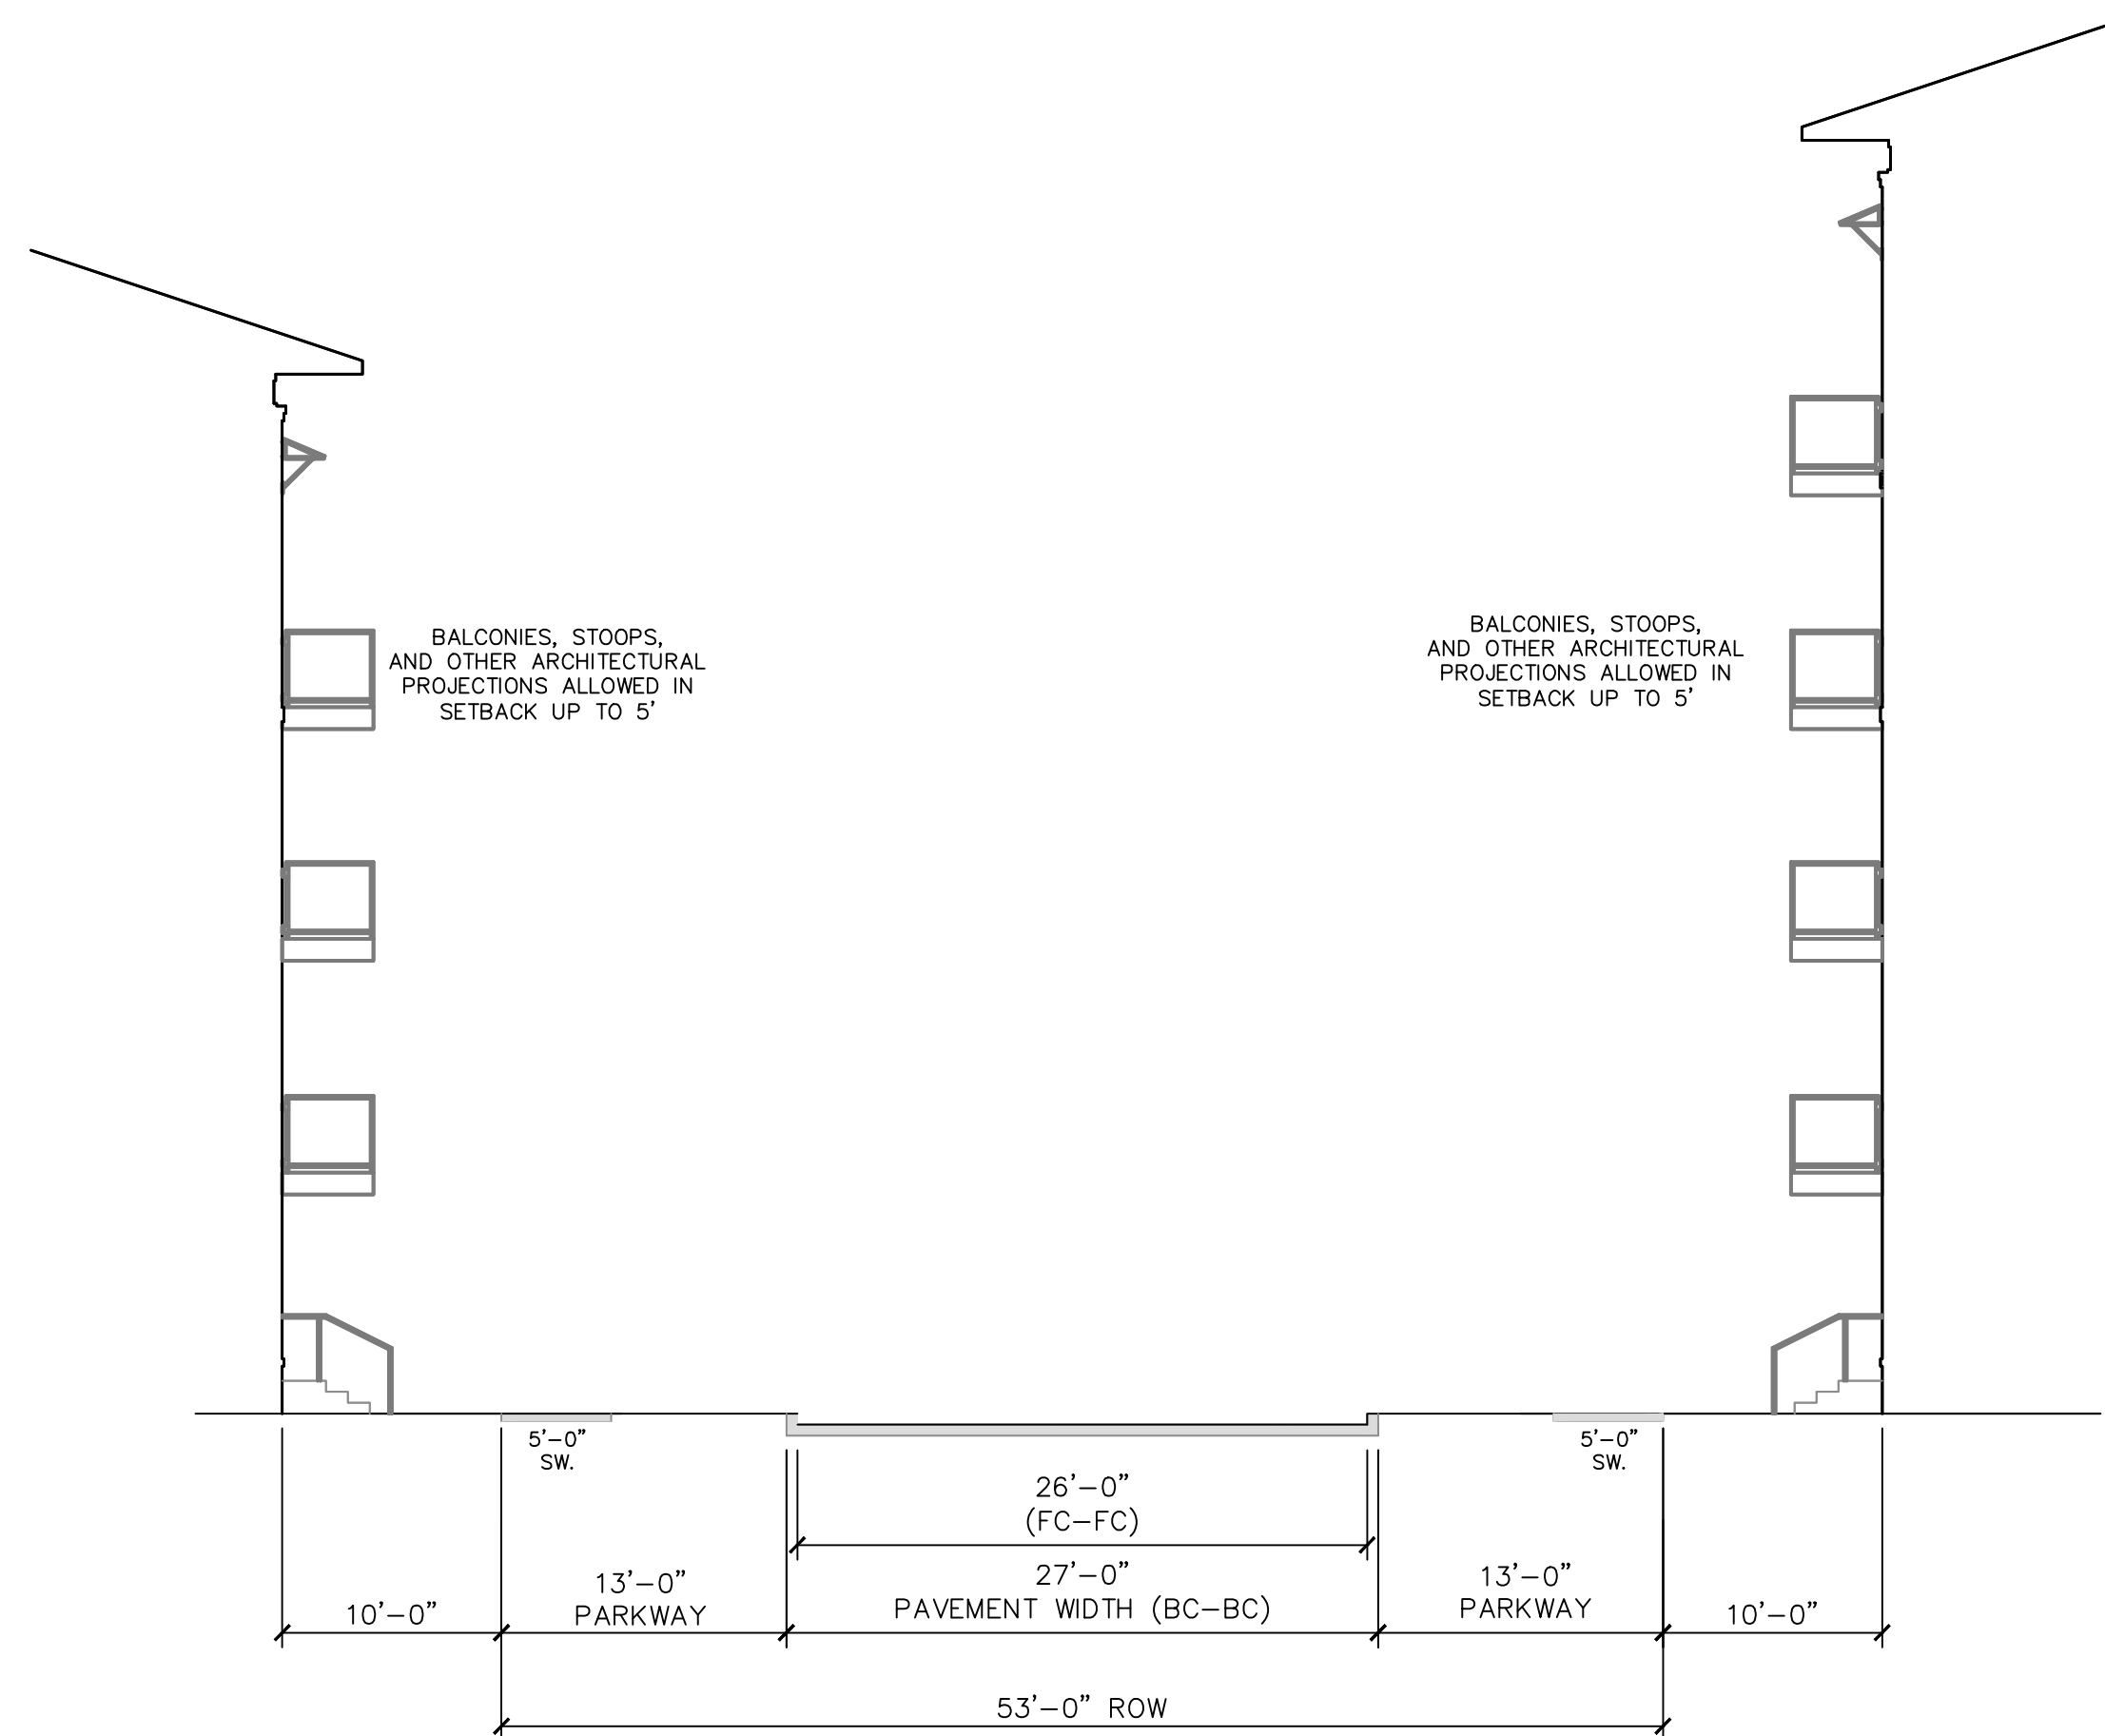 BALCONIES, STOOPS,
AND OTHER ARCHITECTURAL
PROJECTIONS ALLOWED IN
SETBACK UP TO 5'
BALCONIES, STOOPS,
AND OTHER ARCHITECTURAL
PROJECTIONS ALLOWED IN
SETBACK UP TO 5'
5'-0"
SW.
5'-0"
SW.
26'-0"
(FC-FC)
10'-0"
13'-0"
PARKWAY
27'-0"
PAVEMENT WIDTH (BC-BC)
13'-0"
PARKWAY
10'-0"
53'-0" ROW